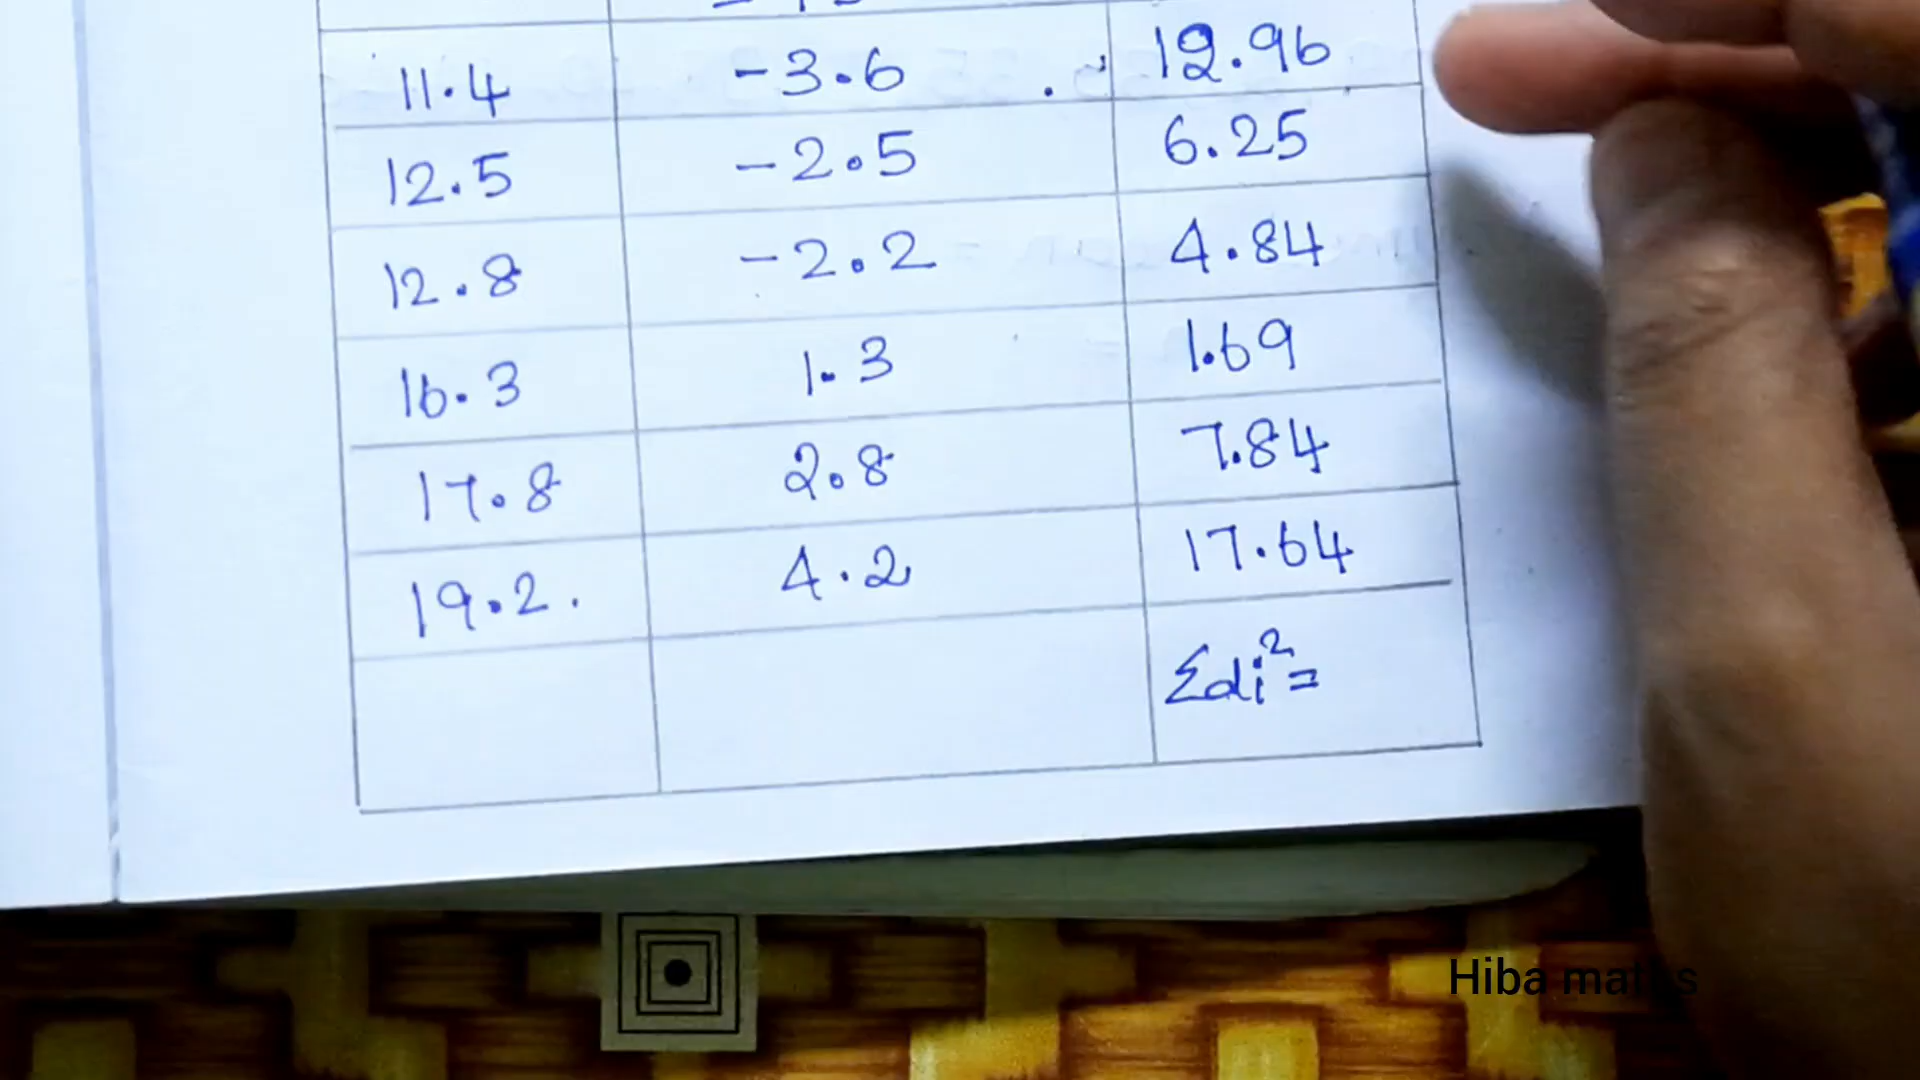 11.4 -3.6 12.96
12.5 -2.5 6.25
12.8 -2.2 4.84
16.3 1.3 1.69
17.8 2.8 7.84
19.2. 4.2 17.64
Σdi²=
Hiba maths